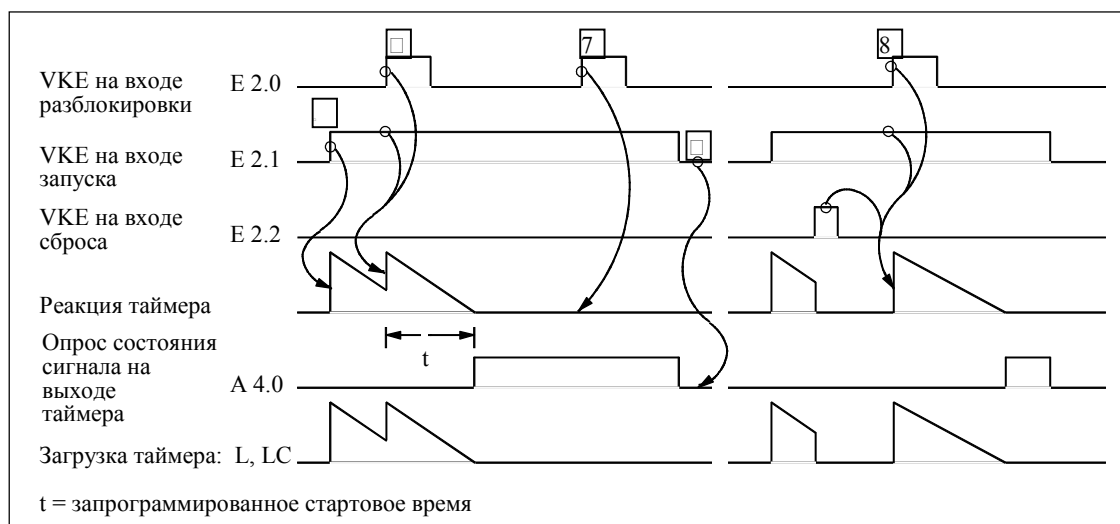 7
8
VKE на входе
разблокировки
E 2.0
VKE на входе
запуска
E 2.1
VKE на входе
сброса
E 2.2
Реакция таймера
t
Опрос состояния
сигнала на
выходе
таймера
A 4.0
Загрузка таймера: L, LC
t = запрограммированное стартовое время